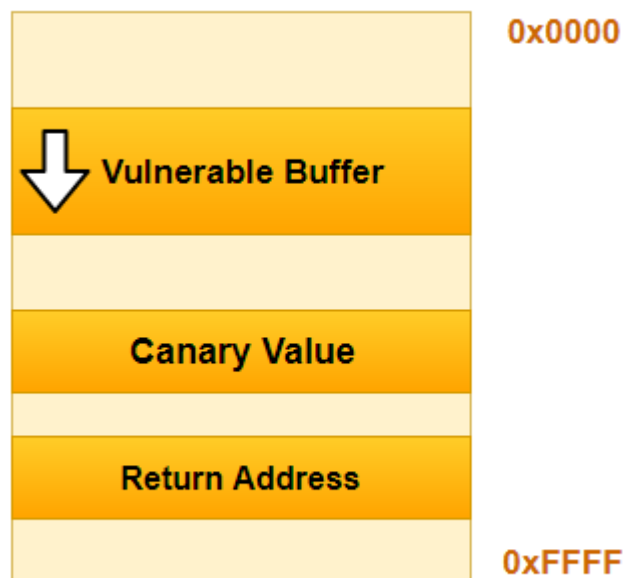 0x0000
Vulnerable Buffer
Canary Value
Return Address
0xFFFF